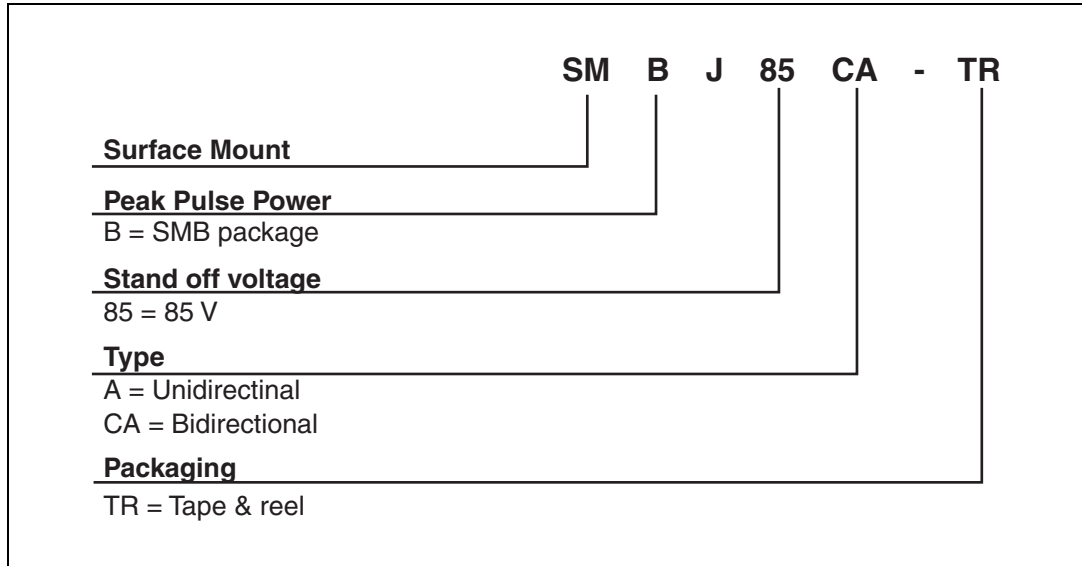 SM B J 85 CA - TR
Surface Mount
Peak Pulse Power
B = SMB package
Stand off voltage
85 = 85 V
Type
A = Unidirectinal
CA = Bidirectional
Packaging
TR = Tape & reel